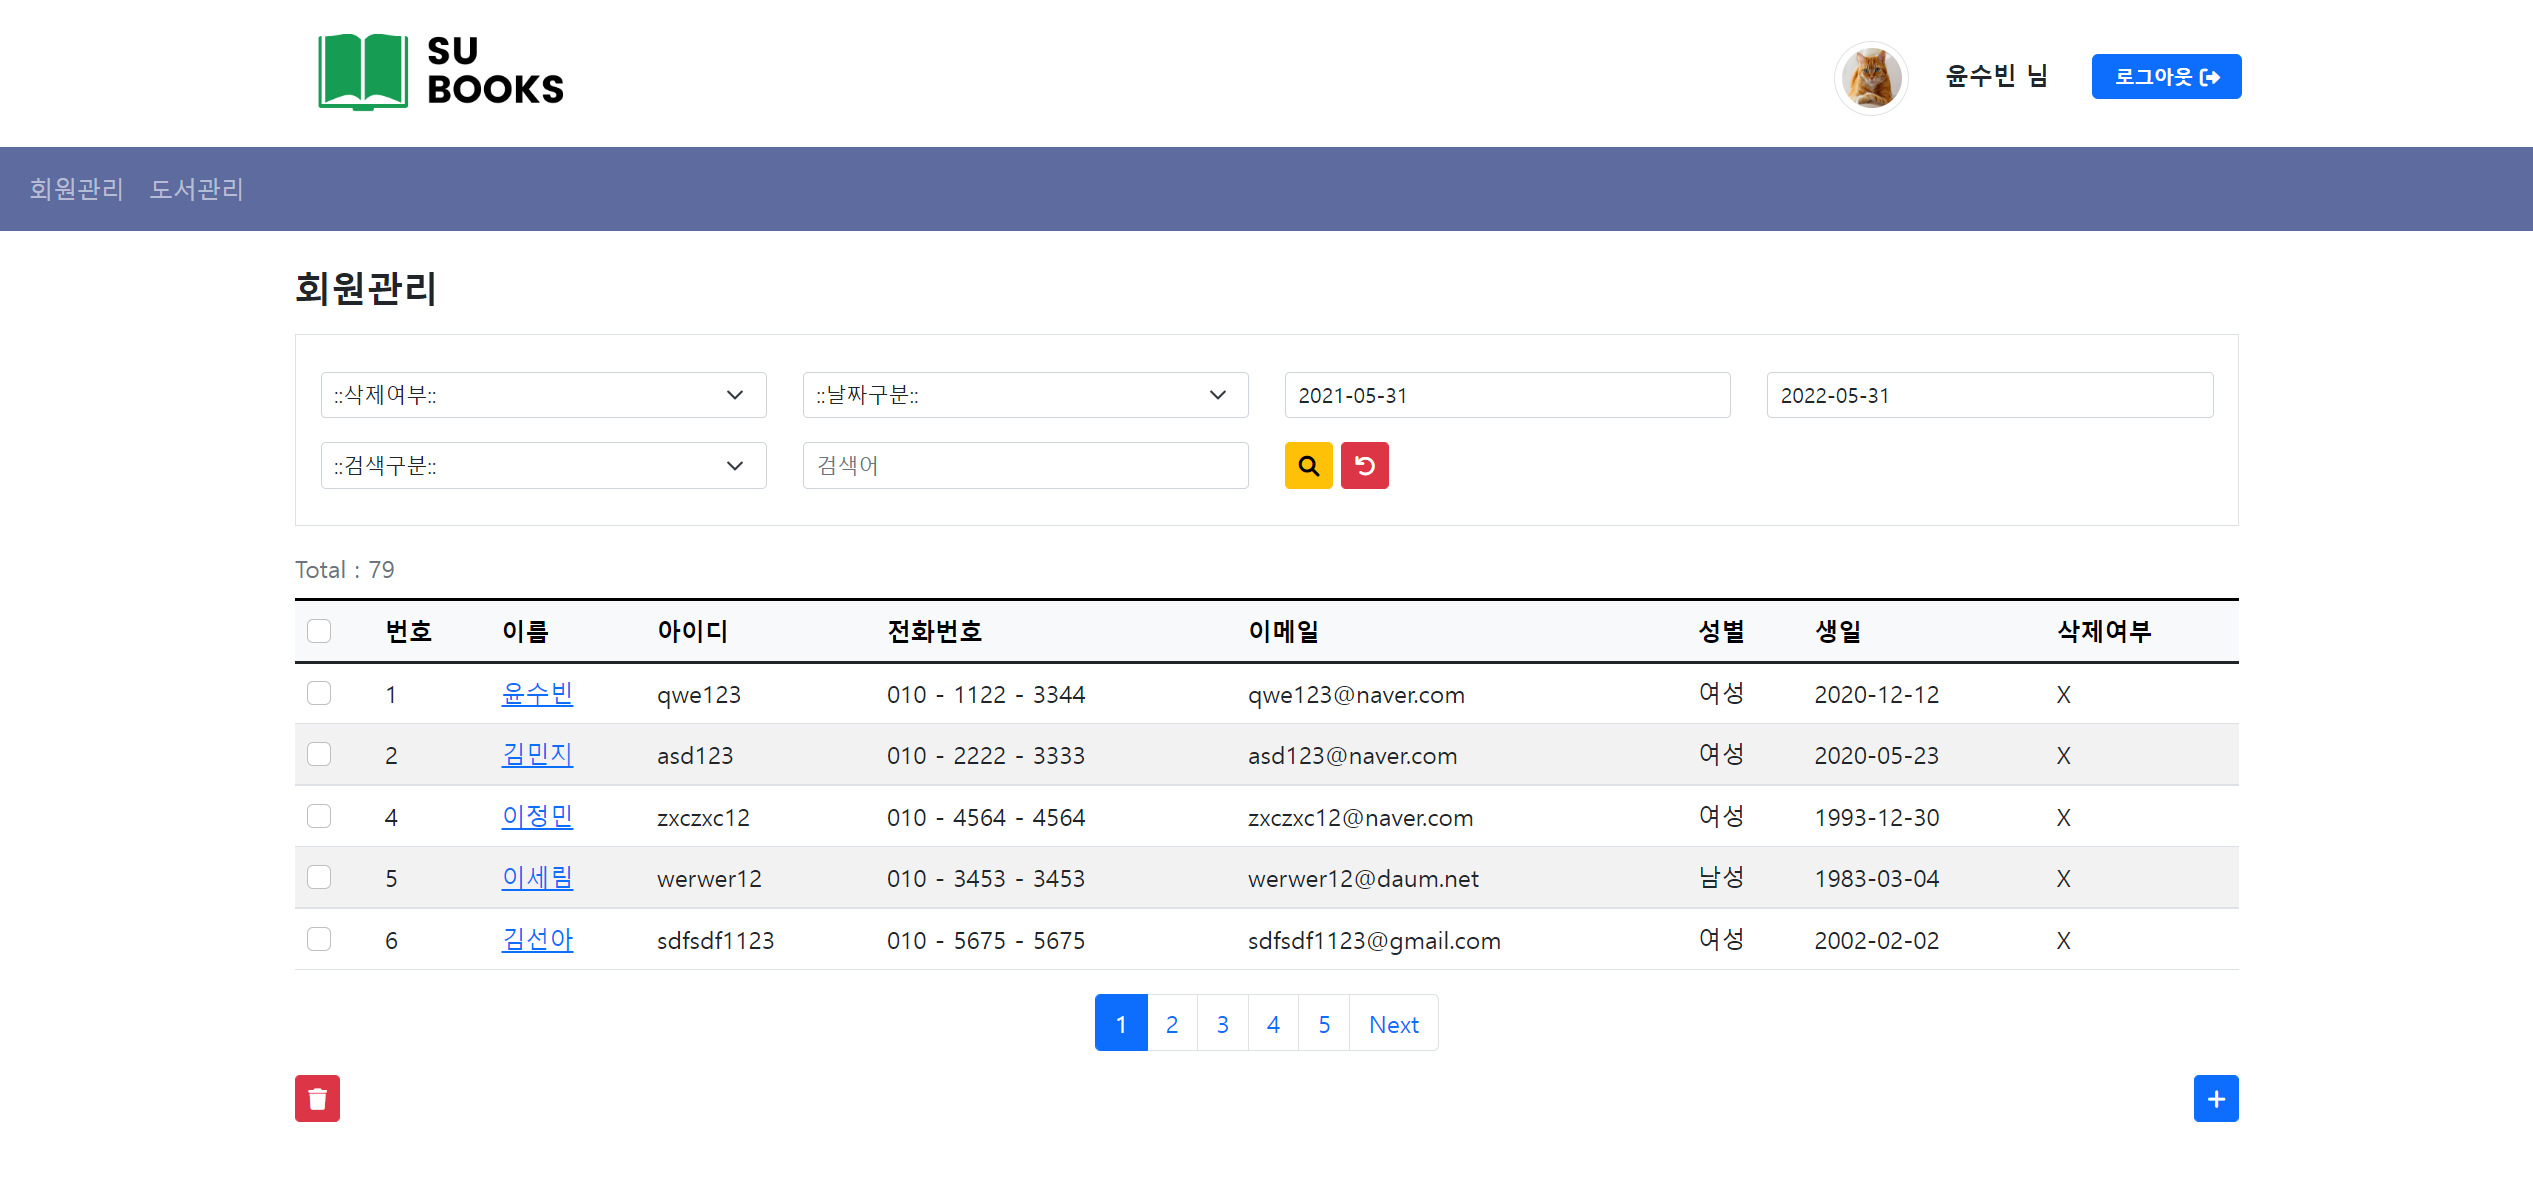 SU
BOOKS
윤수빈 님
로그아웃
회원관리 도서관리
회원관리
::삭제여부:: ::날짜구분:: 2021-05-31 2022-05-31
::검색구분:: 검색어
Total : 79
번호 이름 아이디 전화번호 이메일 성별 생일 삭제여부
1 윤수빈 qwe123 010 - 1122 - 3344 qwe123@naver.com 여성 2020-12-12 X
2 김민지 asd123 010 - 2222 - 3333 asd123@naver.com 여성 2020-05-23 X
4 이정민 zxczxc12 010 - 4564 - 4564 zxczxc12@naver.com 여성 1993-12-30 X
5 이세림 werwer12 010 - 3453 - 3453 werwer12@daum.net 남성 1983-03-04 X
6 김선아 sdfsdf1123 010 - 5675 - 5675 sdfsdf1123@gmail.com 여성 2002-02-02 X
1 2 3 4 5 Next